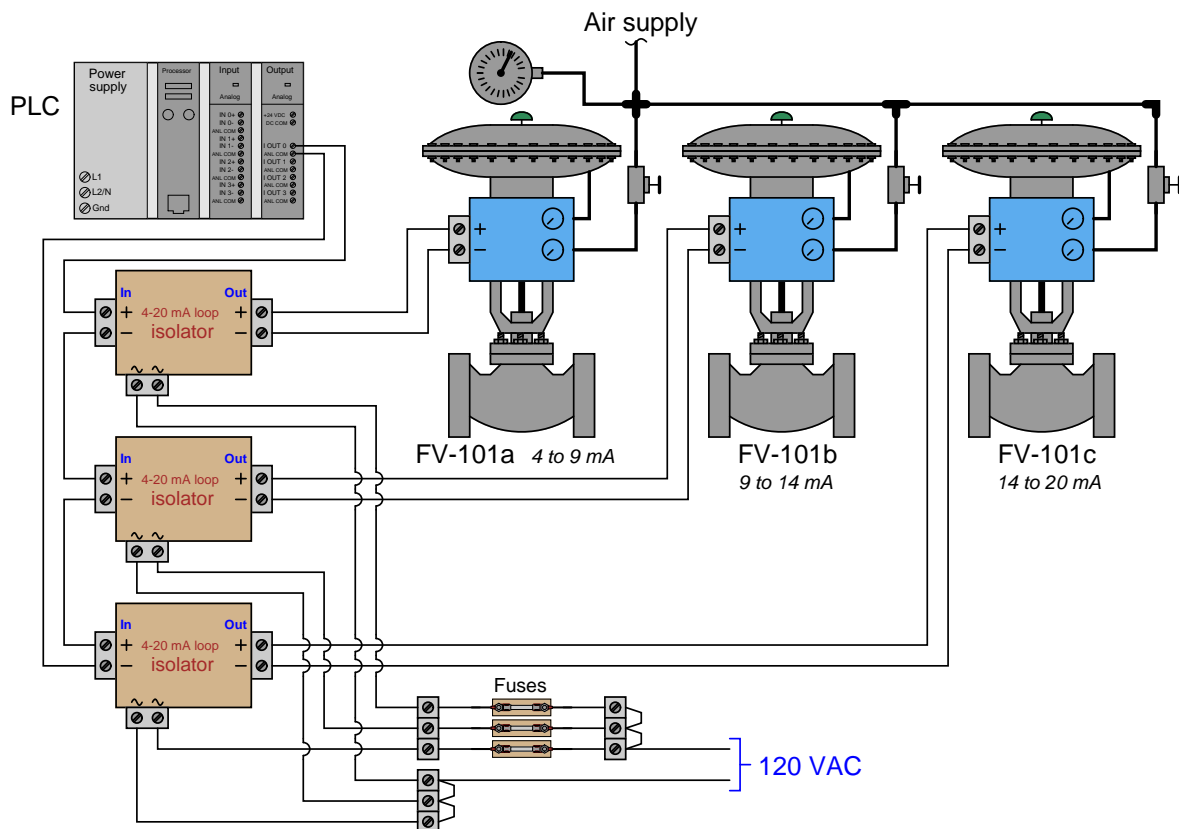 Air supply
PLC
Power
supply
L1
L2/N
Gnd
Processor
Input
Analog
IN 0+
IN 0-
ANL COM
IN 1+
IN 1-
ANL COM
IN 2+
IN 2-
ANL COM
IN 3+
IN 3-
ANL COM
Output
Analog
+24 VDC
DC COM
I OUT 0
ANL COM
I OUT 1
ANL COM
I OUT 2
ANL COM
I OUT 3
ANL COM
+
−
+
−
+
−
In Out
+ 4-20 mA loop +
− isolator −
~ ~
FV-101a 4 to 9 mA
FV-101b
9 to 14 mA
FV-101c
14 to 20 mA
In Out
+ 4-20 mA loop +
− isolator −
~ ~
In Out
+ 4-20 mA loop +
− isolator −
~ ~
Fuses
120 VAC